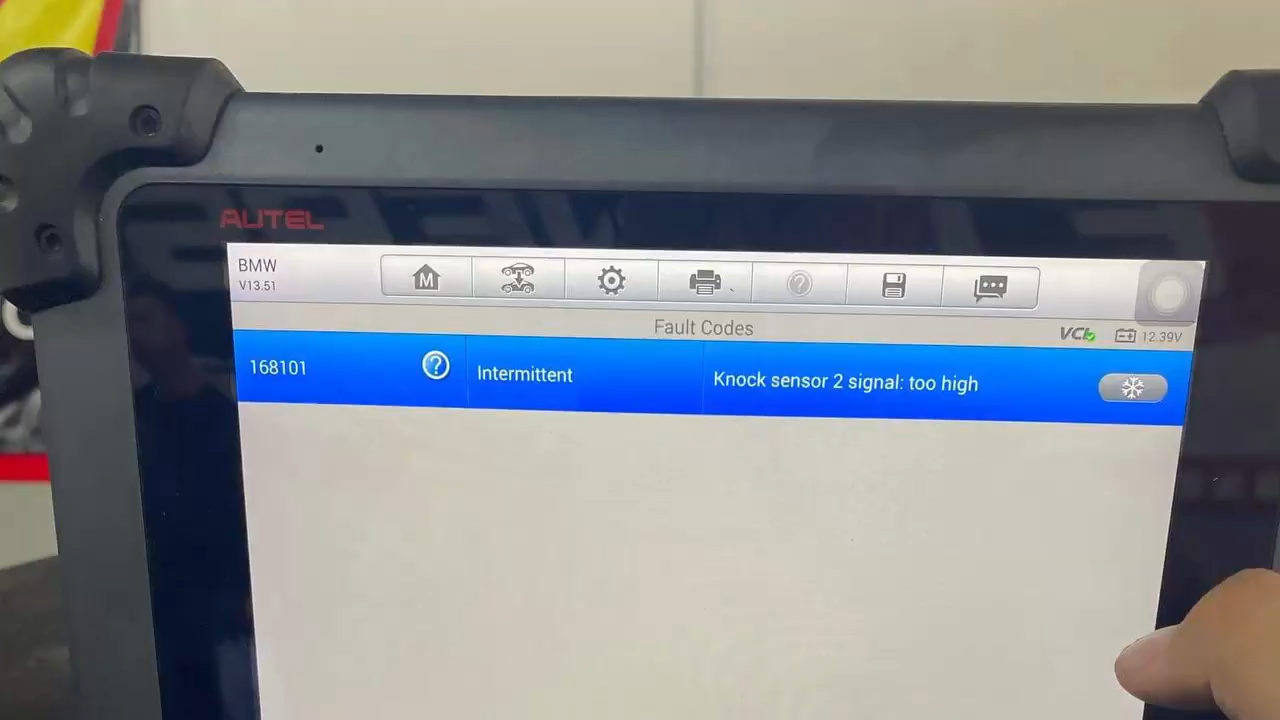 AUTEL
BMW
V13.51
M
Fault Codes
VCI
12.39V
168101
?
Intermittent
Knock sensor 2 signal: too high